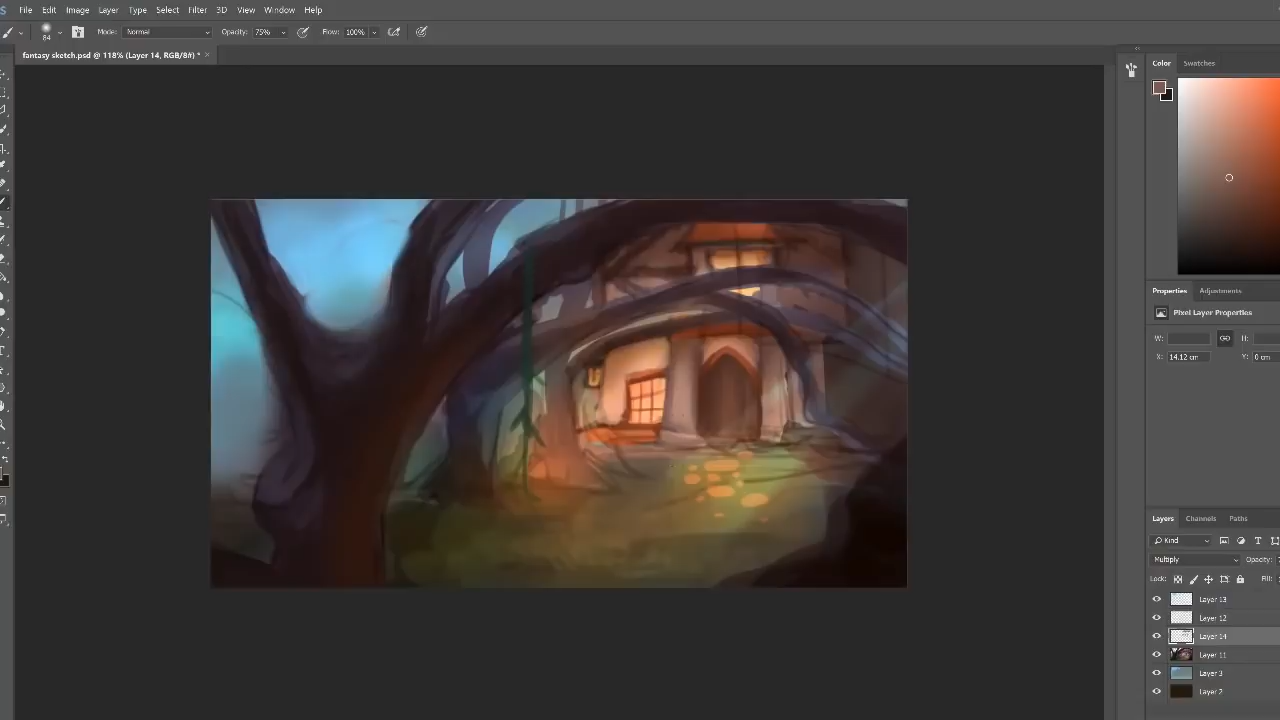 File Edit Image Layer Type Select Filter 3D View Window Help
84 Mode: Normal Opacity: 75% Flow: 100%
fantasy sketch.psd @ 118% (Layer 14, RGB/8#) * ×
Color Swatches
Properties Adjustments
Pixel Layer Properties
W: H:
X: 14.12 cm Y: 0 cm
Layers Channels Paths
Kind
Multiply Opacity:
Lock: Fill:
Layer 13
Layer 12
Layer 14
Layer 11
Layer 3
Layer 2